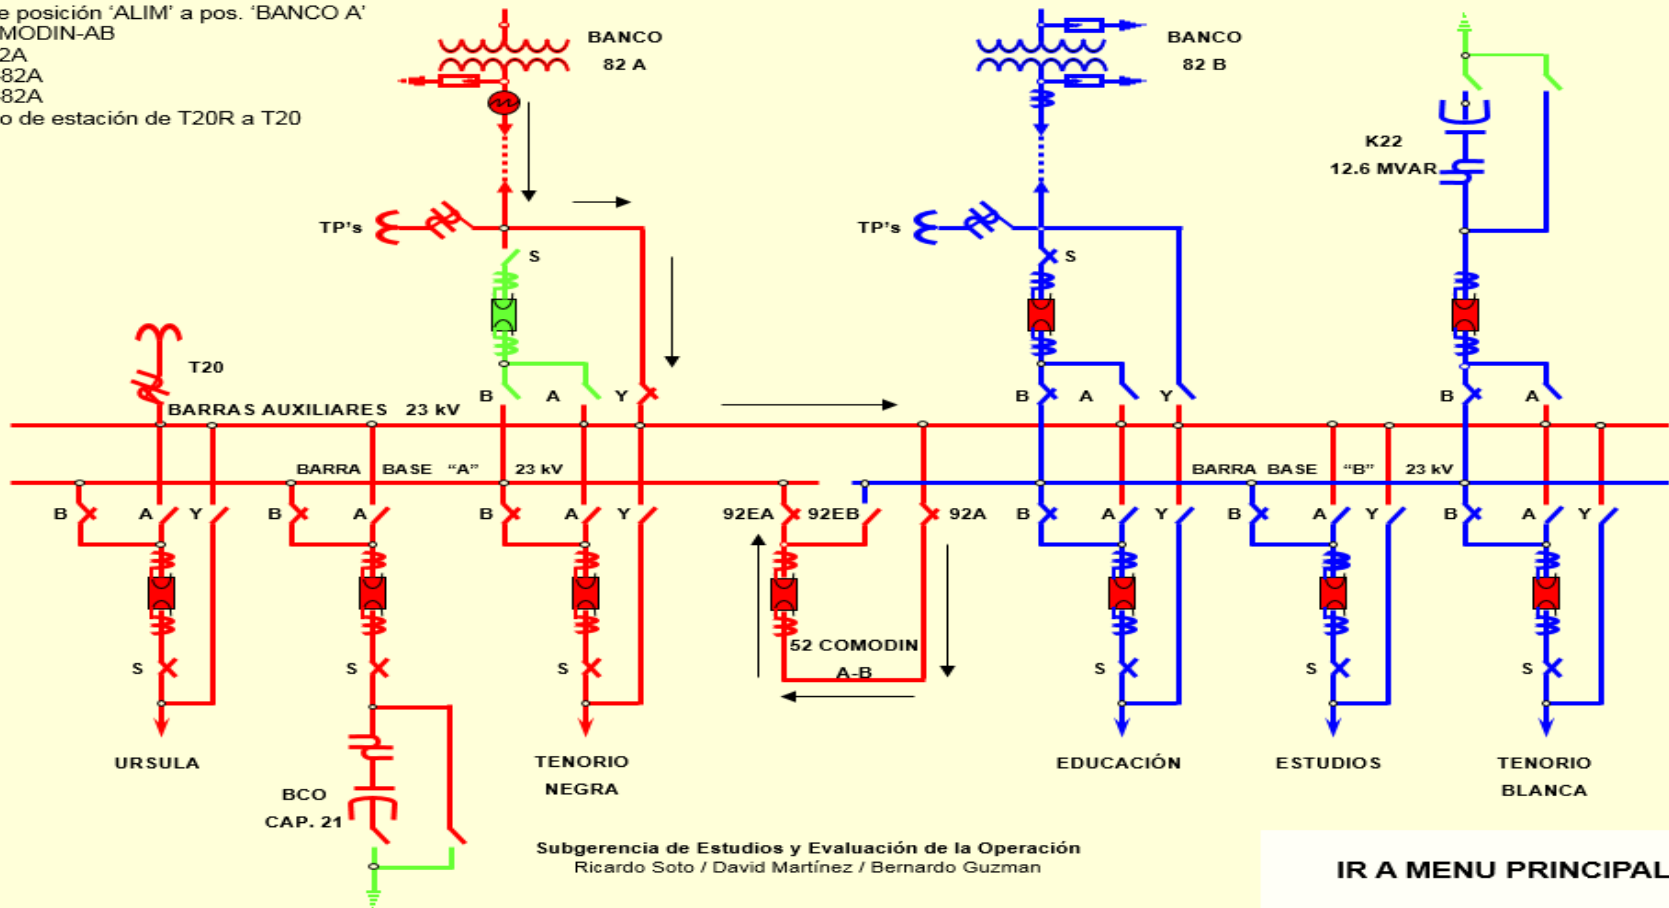 e posición ‘ALIM’ a pos. ‘BANCO A’
MODIN-AB
2A
82A
82A
o de estación de T20R a T20
BANCO
82 A
BANCO
82 B
K22
12.6 MVAR
TP’s
TP’s
S
S
T20
B A Y
B A Y
B A
BARRAS AUXILIARES 23 kV
BARRA BASE “A” 23 kV
BARRA BASE “B” 23 kV
B A Y B A B A Y 92EA 92EB 92A B A Y B A Y B A Y
52 COMODIN
A-B
S S S S S S
URSULA
TENORIO
NEGRA
EDUCACIÓN
ESTUDIOS
TENORIO
BLANCA
BCO
CAP. 21
Subgerencia de Estudios y Evaluación de la Operación
Ricardo Soto / David Martínez / Bernardo Guzman
IR A MENU PRINCIPAL